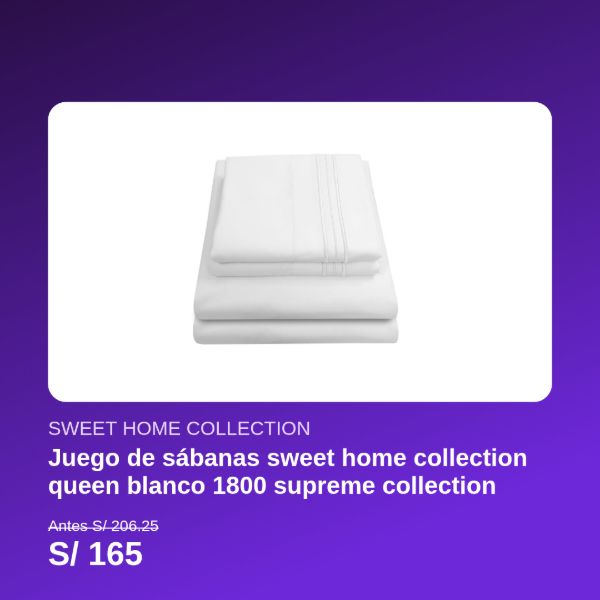 SWEET HOME COLLECTION
Juego de sábanas sweet home collection
queen blanco 1800 supreme collection
Antes S/ 206.25
S/ 165